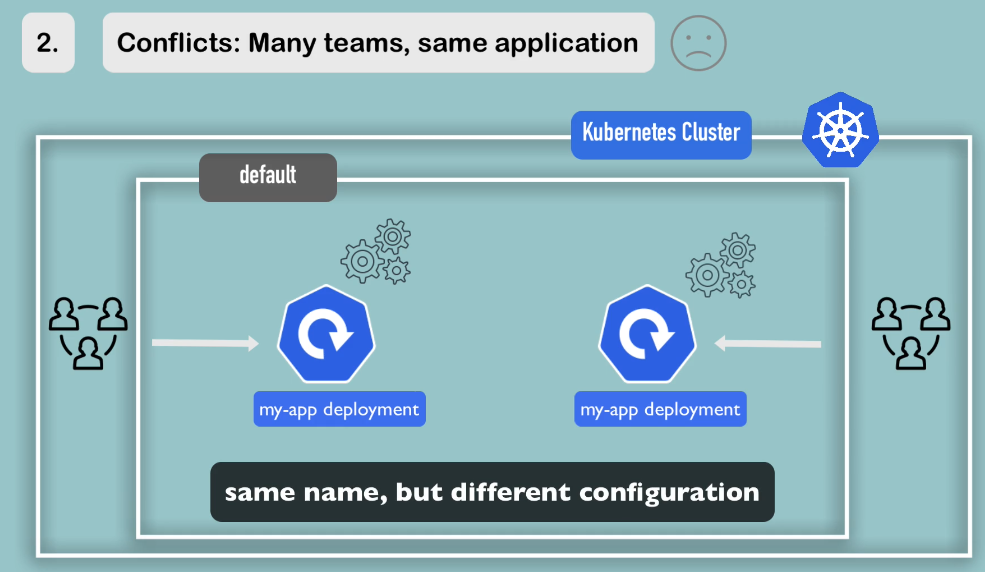 2.
Conflicts: Many teams, same application
Kubernetes Cluster
default
my-app deployment
my-app deployment
same name, but different configuration